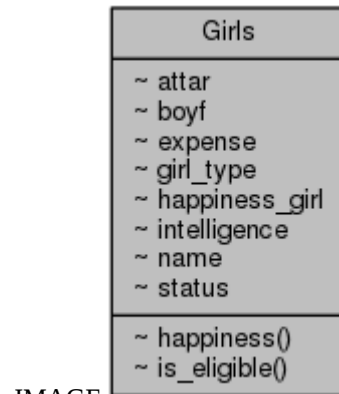 Girls
~ attar
~ boyf
~ expense
~ girl_type
~ happiness_girl
~ intelligence
~ name
~ status
~ happiness()
~ is_eligible()
IMAGE